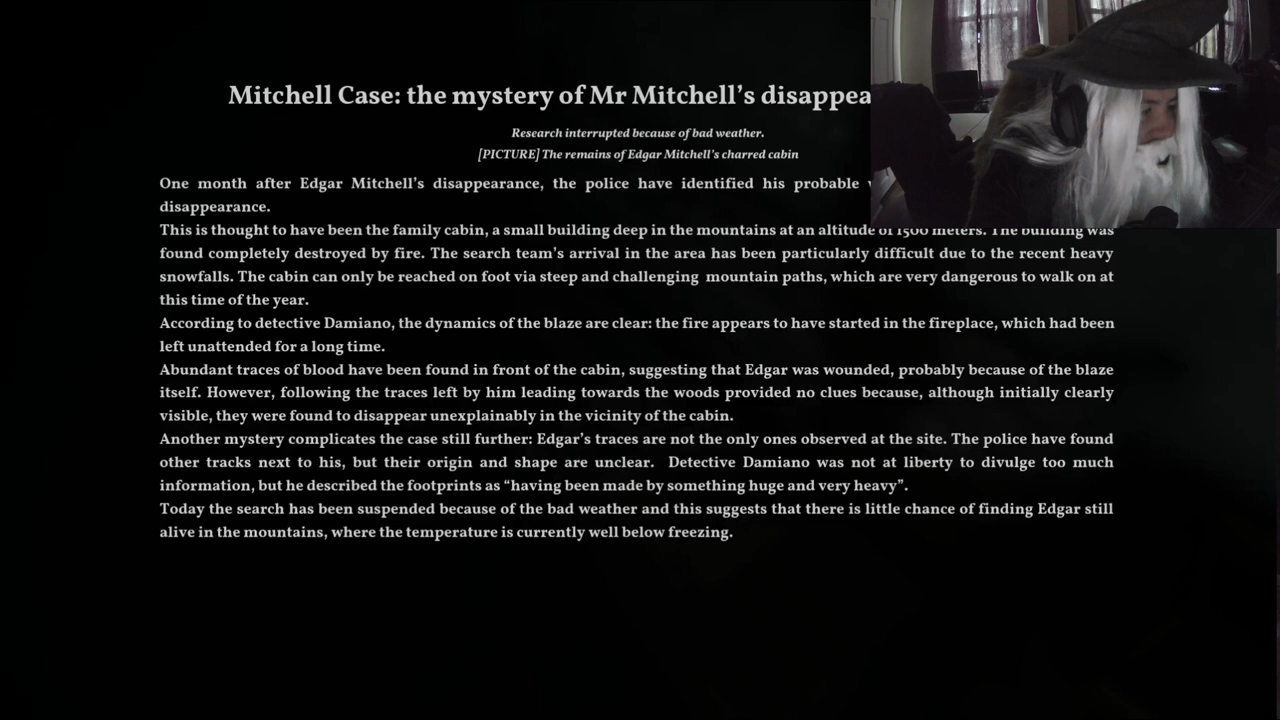 Mitchell Case: the mystery of Mr Mitchell's
Research interrupted because of bad weather.
[PICTURE] The remains of Edgar Mitchell's charred cabin
One month after Edgar Mitchell's disappearance, the police have identified his probable
disappearance.
This is thought to have been the family cabin, a small building deep in the mountains at an altitude of 1500 meters. The building was
found completely destroyed by fire. The search team's arrival in the area has been particularly difficult due to the recent heavy
snowfalls. The cabin can only be reached on foot via steep and challenging mountain paths, which are very dangerous to walk on at
this time of the year.
According to detective Damiano, the dynamics of the blaze are clear: the fire appears to have started in the fireplace, which had been
left unattended for a long time.
Abundant traces of blood have been found in front of the cabin, suggesting that Edgar was wounded, probably because of the blaze
itself. However, following the traces left by him leading towards the woods provided no clues because, although initially clearly
visible, they were found to disappear unexplainably in the vicinity of the cabin.
Another mystery complicates the case still further: Edgar's traces are not the only ones observed at the site. The police have found
other tracks next to his, but their origin and shape are unclear. Detective Damiano was not at liberty to divulge too much
information, but he described the footprints as “having been made by something huge and very heavy”.
Today the search has been suspended because of the bad weather and this suggests that there is little chance of finding Edgar still
alive in the mountains, where the temperature is currently well below freezing.